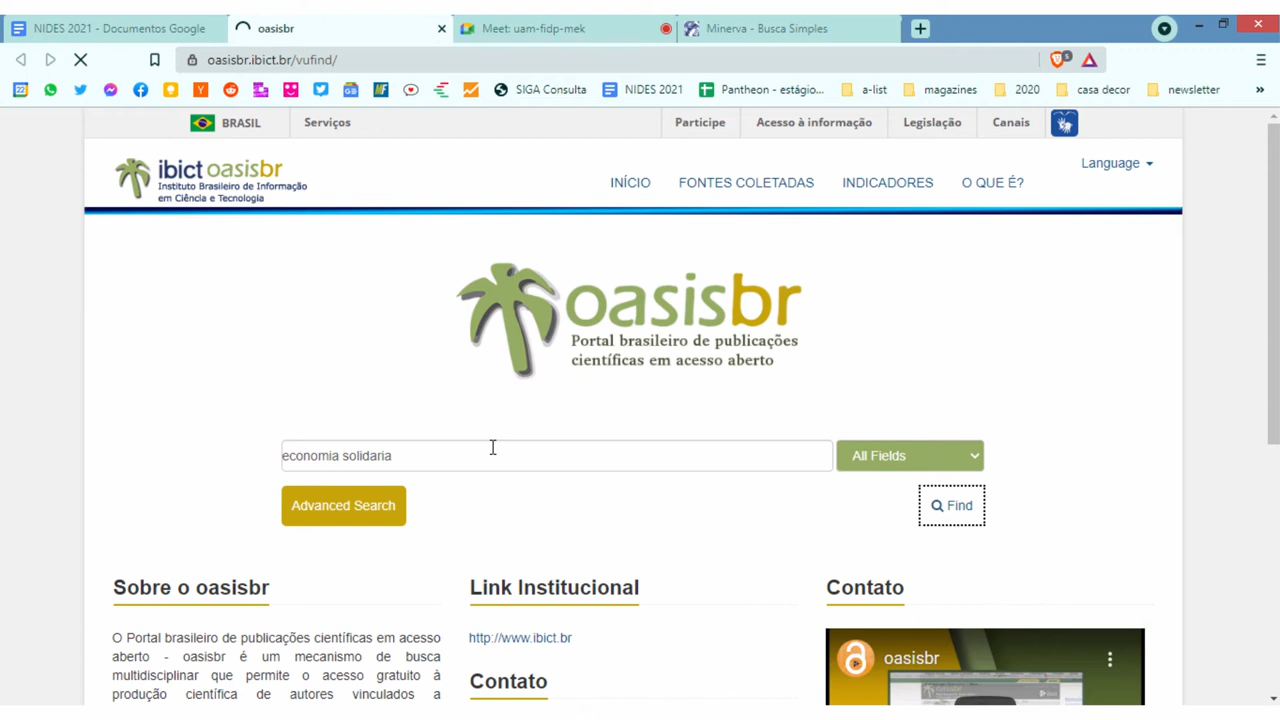 NIDES 2021 - Documentos Google
oasisbr
Meet: uam-fidp-mek
Minerva - Busca Simples
oasisbr.ibict.br/vufind/
5
SIGA Consulta
NIDES 2021
Pantheon - estágio...
a-list
magazines
2020
casa decor
newsletter
»
BRASIL
Serviços
Participe
Acesso à informação
Legislação
Canais
ibict oasisbr
Instituto Brasileiro de Informação
em Ciência e Tecnologia
Language
INÍCIO
FONTES COLETADAS
INDICADORES
O QUE É?
oasisbr
Portal brasileiro de publicações
científicas em acesso aberto
economia solidaria
All Fields
Advanced Search
Find
Sobre o oasisbr
Link Institucional
Contato
O Portal brasileiro de publicações científicas em acesso
aberto - oasisbr é um mecanismo de busca
multidisciplinar que permite o acesso gratuito à
produção científica de autores vinculados a
http://www.ibict.br
Contato
oasisbr